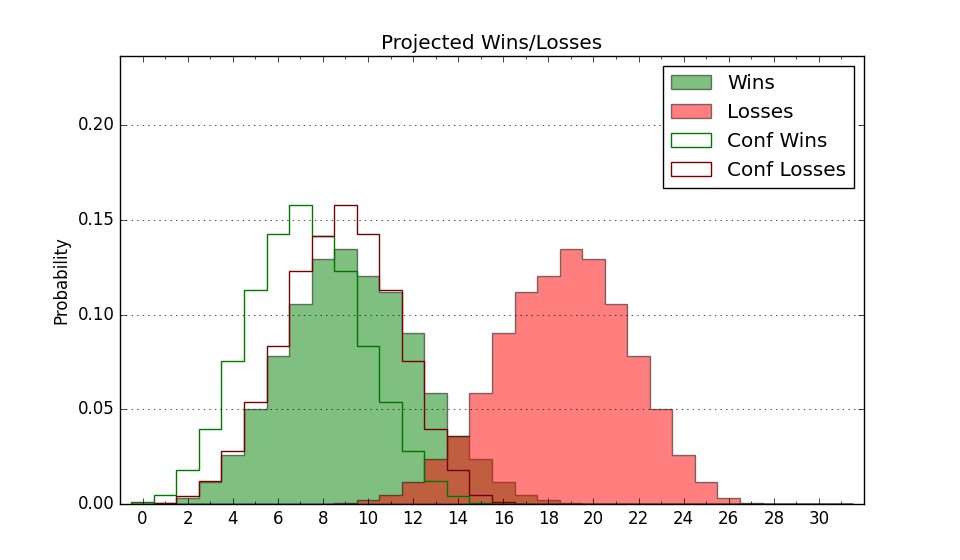 Projected Wins/Losses
Wins
Losses
Conf Wins
Conf Losses
Probability
0.20
0.15
0.10
0.05
0.00
0 2 4 6 8 10 12 14 16 18 20 22 24 26 28 30